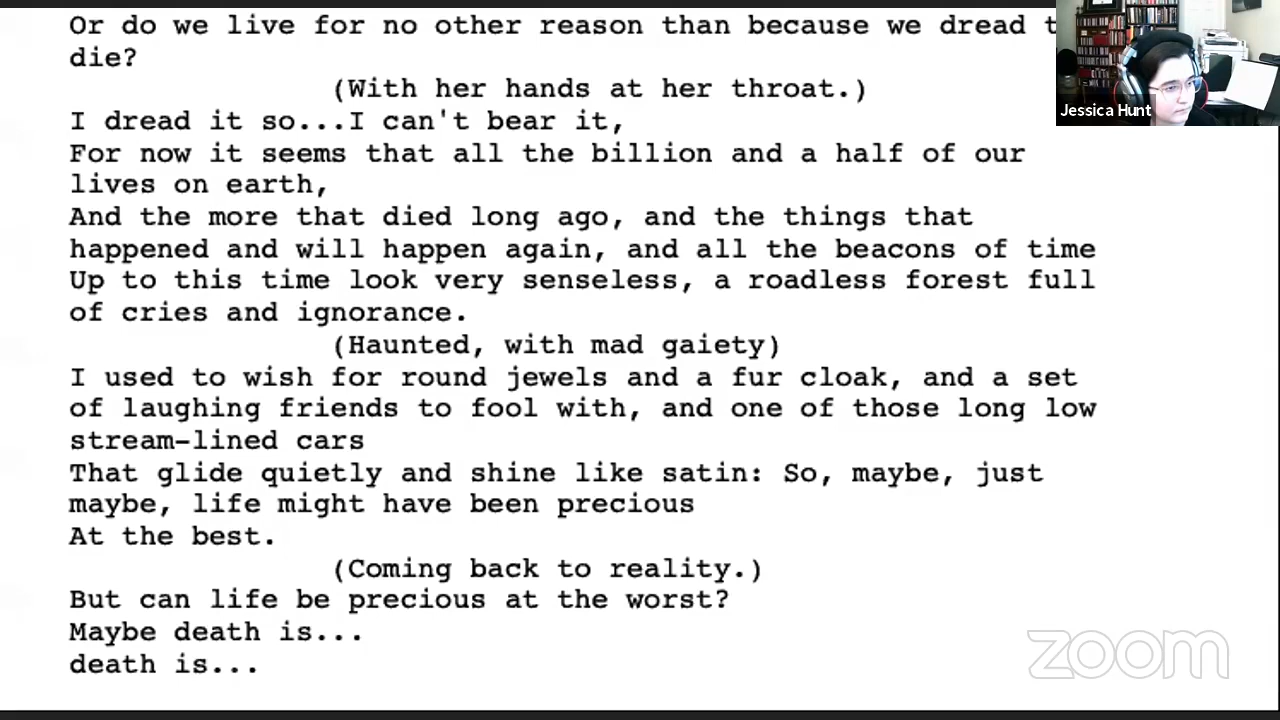 Or do we live for no other reason than because we dread
die?
(With her hands at her throat.)
I dread it so...I can't bear it,
For now it seems that all the billion and a half of our
lives on earth,
And the more that died long ago, and the things that
happened and will happen again, and all the beacons of time
Up to this time look very senseless, a roadless forest full
of cries and ignorance.
(Haunted, with mad gaiety)
I used to wish for round jewels and a fur cloak, and a set
of laughing friends to fool with, and one of those long low
stream-lined cars
That glide quietly and shine like satin: So, maybe, just
maybe, life might have been precious
At the best.
(Coming back to reality.)
But can life be precious at the worst?
Maybe death is...
death is...
Jessica Hunt
zoom